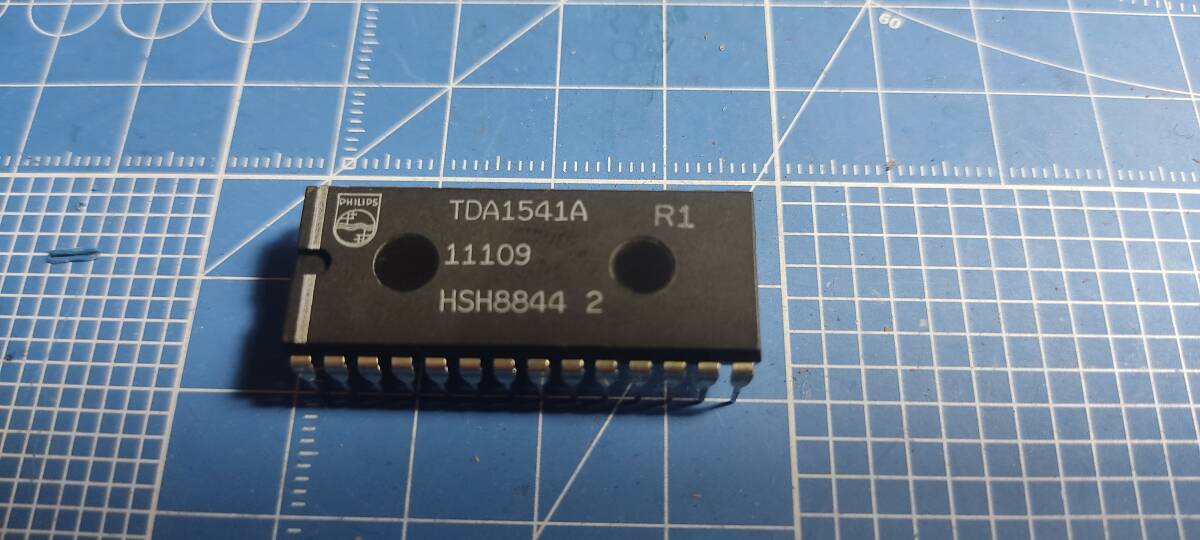 60
PHILIPS
TDA1541A R1
11109
HSH8844 2